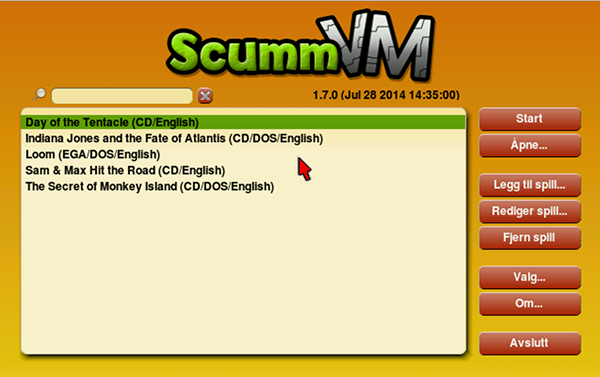 ScummVM
1.7.0 (Jul 28 2014 14:35:00)
Day of the Tentacle (CD/English)
Indiana Jones and the Fate of Atlantis (CD/DOS/English)
Loom (EGA/DOS/English)
Sam & Max Hit the Road (CD/English)
The Secret of Monkey Island (CD/DOS/English)
Start
Åpne...
Legg til spill...
Rediger spill...
Fjern spill
Valg...
Om...
Avslutt